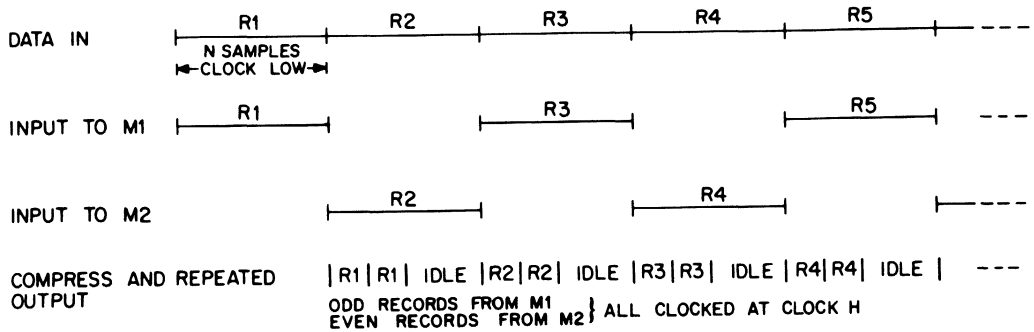 DATA IN R1 R2 R3 R4 R5
N SAMPLES
CLOCK LOW
INPUT TO M1 R1 R3 R5
INPUT TO M2 R2 R4
COMPRESS AND REPEATED OUTPUT |R1|R1| IDLE |R2|R2| IDLE |R3|R3| IDLE |R4|R4| IDLE |
ODD RECORDS FROM M1
EVEN RECORDS FROM M2 } ALL CLOCKED AT CLOCK H